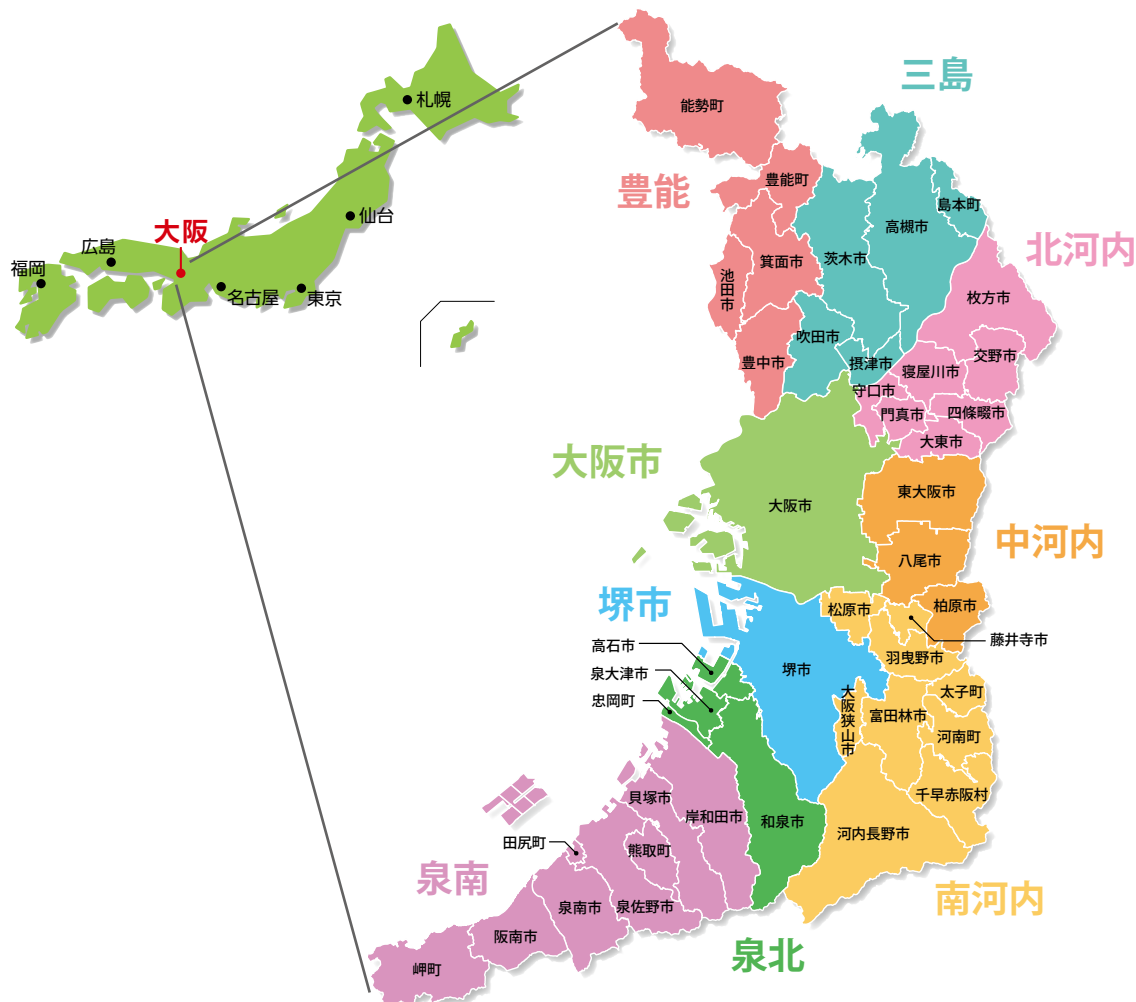 札幌
仙台
大阪
広島
福岡
名古屋
東京
三島
能勢町
豊能
豊能町
島本町
高槻市
北河内
茨木市
箕面市
池田市
枚方市
吹田市
交野市
豊中市
摂津市
寝屋川市
守口市
門真市
四條畷市
大東市
大阪市
大阪市
東大阪市
中河内
八尾市
堺市
松原市
柏原市
藤井寺市
高石市
羽曳野市
泉大津市
堺市
太子町
忠岡町
大阪狭山市
富田林市
河南町
貝塚市
千早赤阪村
岸和田市
和泉市
河内長野市
田尻町
熊取町
泉南
南河内
泉南市
泉佐野市
阪南市
泉北
岬町